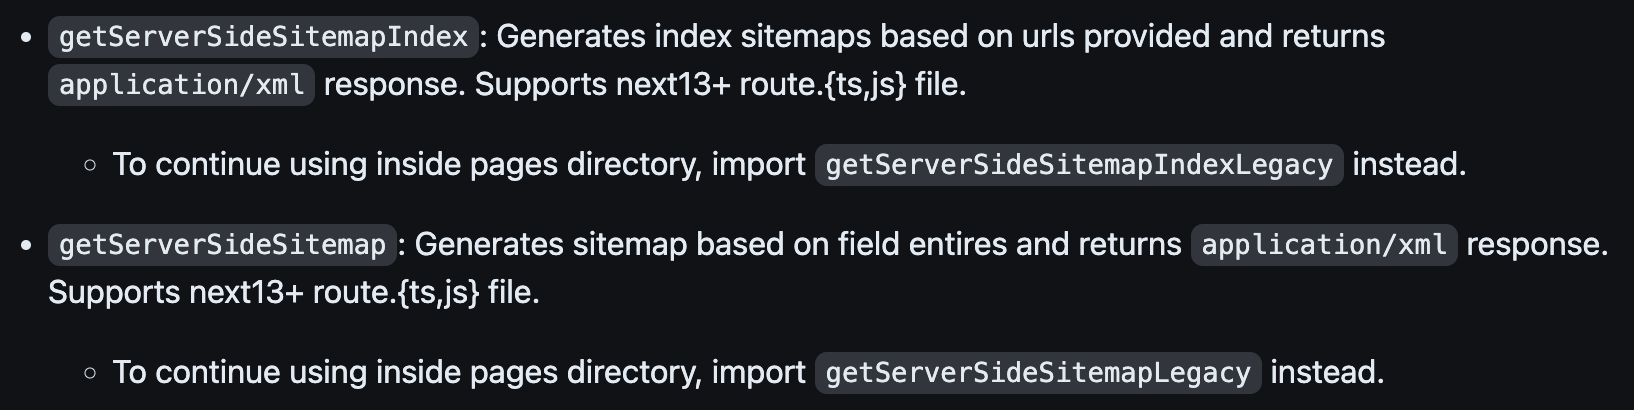 getServerSideSitemapIndex: Generates index sitemaps based on urls provided and returns
application/xml response. Supports next13+ route.{ts,js} file.
To continue using inside pages directory, import getServerSideSitemapIndexLegacy instead.
getServerSideSitemap: Generates sitemap based on field entires and returns application/xml response.
Supports next13+ route.{ts,js} file.
To continue using inside pages directory, import getServerSideSitemapLegacy instead.